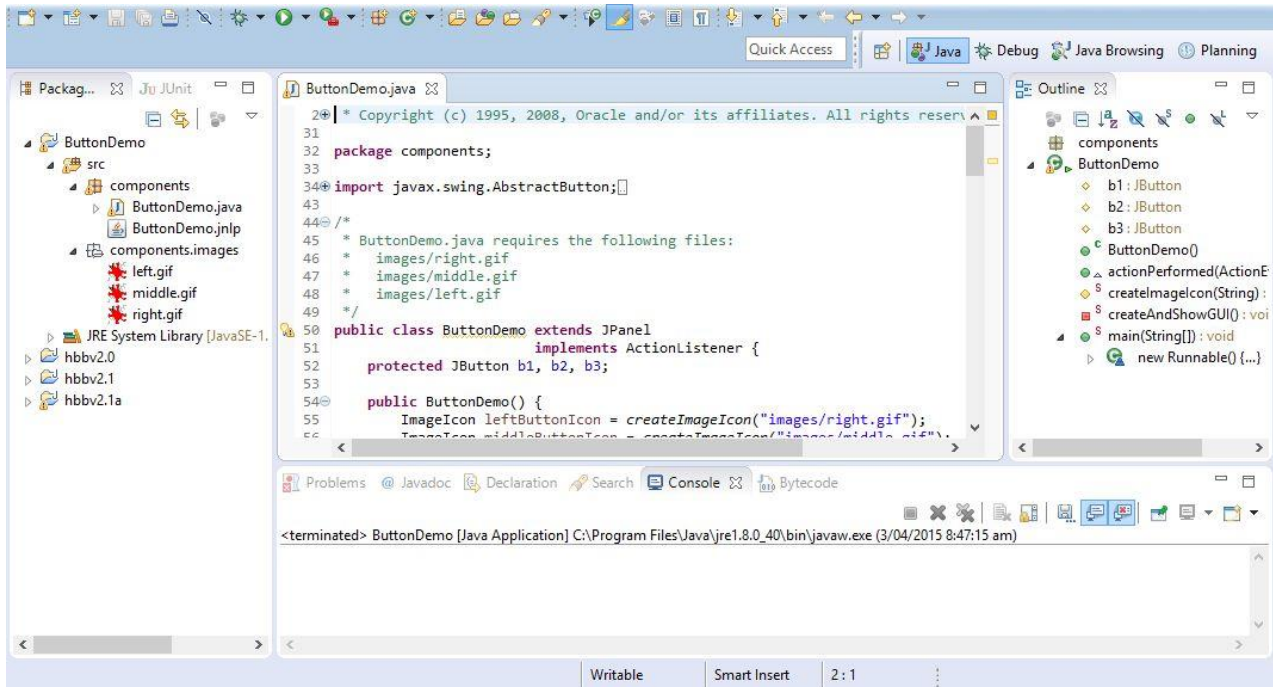 Quick Access
Java
Debug
Java Browsing
Planning
Packag...
JUnit
ButtonDemo
src
components
ButtonDemo.java
ButtonDemo.jnlp
components.images
left.gif
middle.gif
right.gif
JRE System Library [JavaSE-1.
hbbv2.0
hbbv2.1
hbbv2.1a
ButtonDemo.java
2 * Copyright (c) 1995, 2008, Oracle and/or its affiliates. All rights reserv
31
32 package components;
33
34 import javax.swing.AbstractButton;
43
44 /*
45 * ButtonDemo.java requires the following files:
46 * images/right.gif
47 * images/middle.gif
48 * images/left.gif
49 */
50 public class ButtonDemo extends JPanel
51 implements ActionListener {
52 protected JButton b1, b2, b3;
53
54 public ButtonDemo() {
55 ImageIcon leftButtonIcon = createImageIcon("images/right.gif");
56 ImageIcon middleButtonIcon = createImageIcon("images/middle.gif");
Outline
components
ButtonDemo
b1 : JButton
b2 : JButton
b3 : JButton
ButtonDemo()
actionPerformed(ActionE
createImageIcon(String) :
createAndShowGUI() : voi
main(String[]) : void
new Runnable() {...}
Problems
@ Javadoc
Declaration
Search
Console
Bytecode
<terminated> ButtonDemo [Java Application] C:\Program Files\Java\jre1.8.0_40\bin\javaw.exe (3/04/2015 8:47:15 am)
Writable
Smart Insert
2 : 1